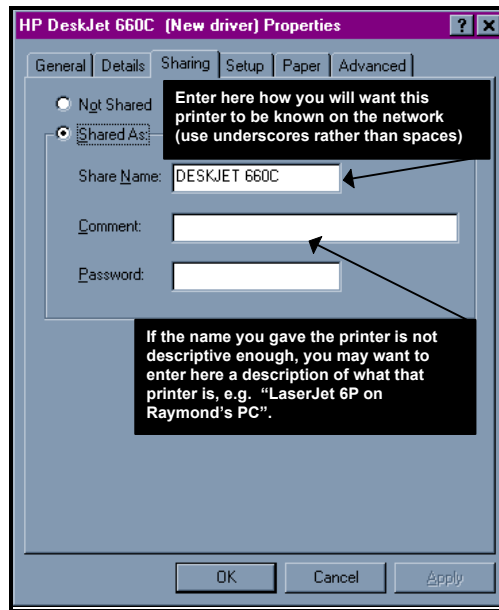 HP DeskJet 660C (New driver) Properties
General Details Sharing Setup Paper Advanced
Not Shared
Enter here how you will want this
printer to be known on the network
(use underscores rather than spaces)
Shared As:
Share Name: DESKJET 660C
Comment:
Password:
If the name you gave the printer is not
descriptive enough, you may want to
enter here a description of what that
printer is, e.g. “LaserJet 6P on
Raymond’s PC”.
OK Cancel Apply